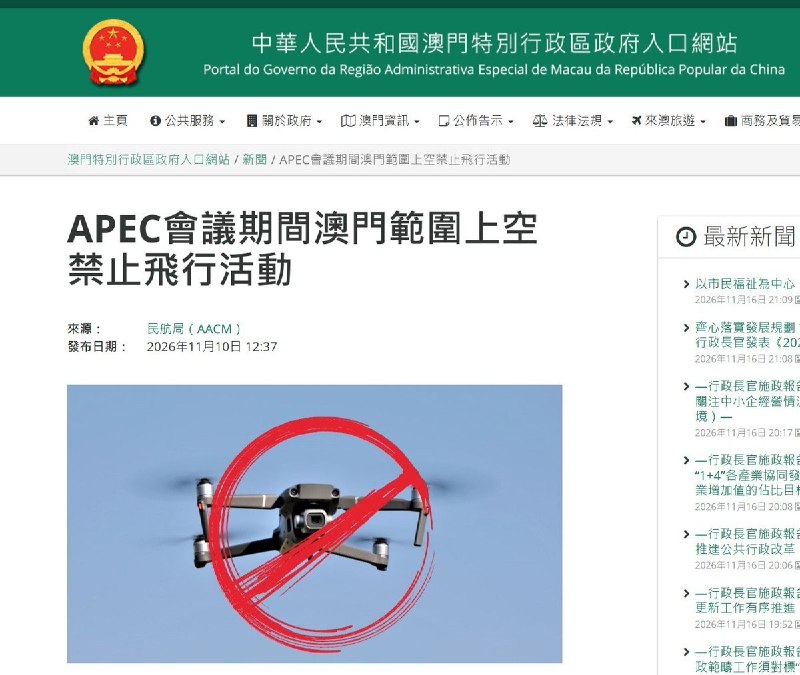 中華人民共和國澳門特別行政區政府入口網站
Portal do Governo da Região Administrativa Especial de Macau da República Popular da China
主頁 公共服務 關於政府 澳門資訊 公佈告示 法律法規 來澳旅遊 商務及貿易
澳門特別行政區政府入口網站 / 新聞 / APEC會議期間澳門範圍上空禁止飛行活動
APEC會議期間澳門範圍上空
禁止飛行活動
來源： 民航局（AACM）
發布日期： 2026年11月10日 12:37
最新新聞
以市民福祉為中心
2026年11月16日 21:09
齊心落實發展規劃
行政長官發表《202
2026年11月16日 21:08
—行政長官施政報告
關注中小企經營情況
境）—
2026年11月16日 20:17
—行政長官施政報告
“1+4”各產業協同發
業增加值的佔比目標
2026年11月16日 20:08
—行政長官施政報告
推進公共行政改革
2026年11月16日 20:06
—行政長官施政報告
更新工作有序推進
2026年11月16日 19:52
—行政長官施政報告
政範疇工作須對標“